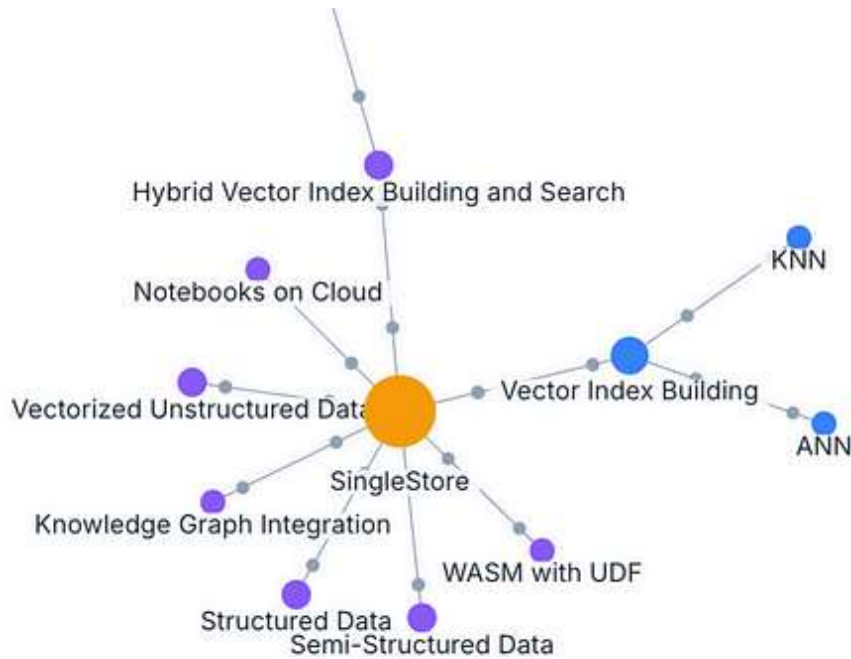 Hybrid Vector Index Building and Search
KNN
Notebooks on Cloud
Vector Index Building
Vectorized Unstructured Data
ANN
SingleStore
Knowledge Graph Integration
WASM with UDF
Structured Data
Semi-Structured Data